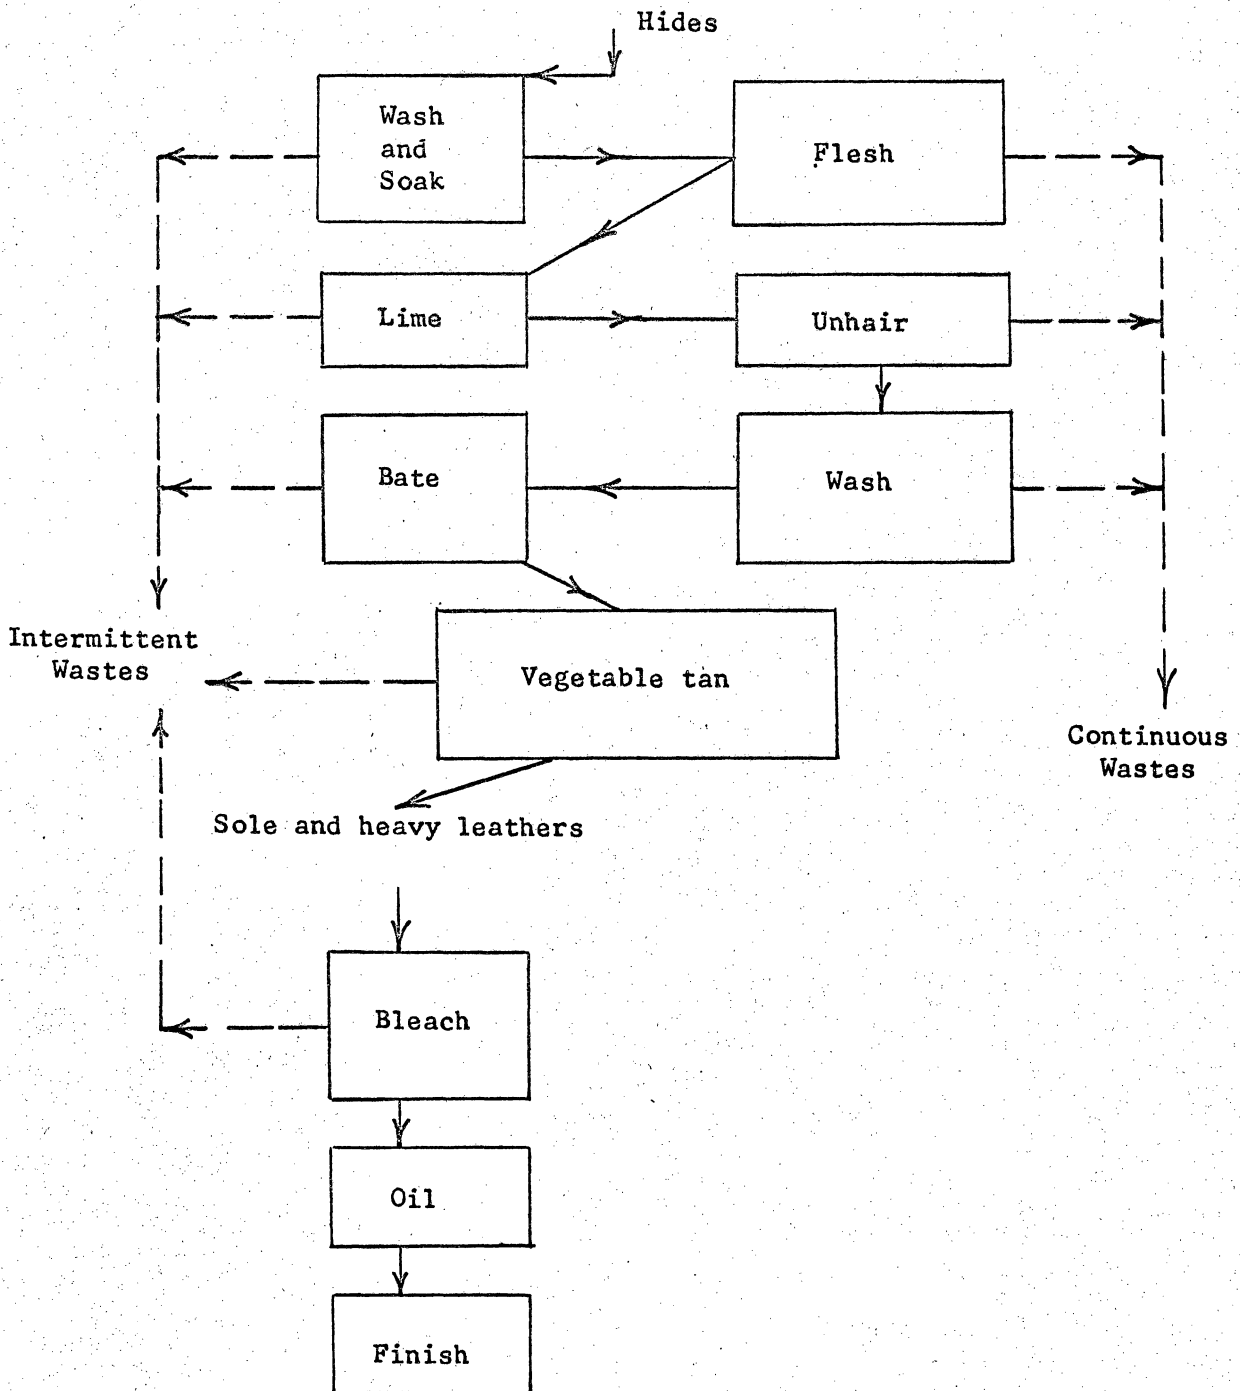 Hides
Wash
and
Soak
Flesh
Lime
Unhair
Bate
Wash
Intermittent
Wastes
Vegetable tan
Continuous
Wastes
Sole and heavy leathers
Bleach
Oil
Finish